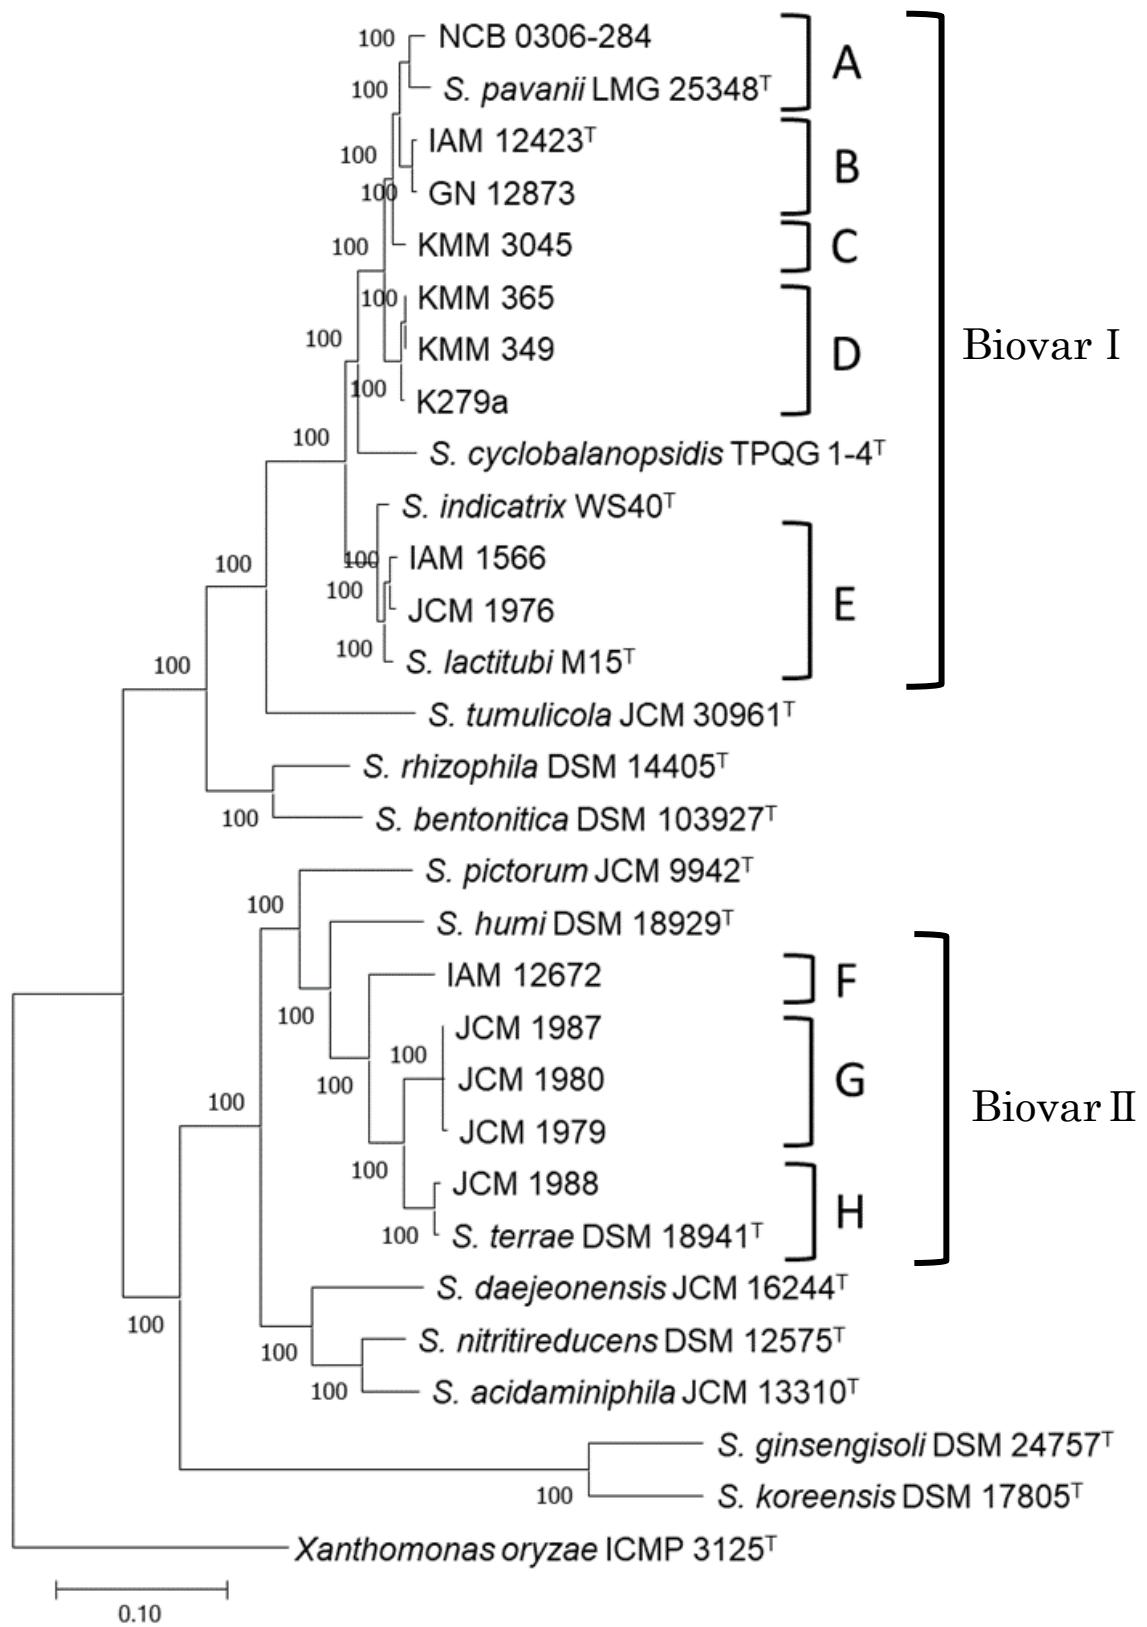 100 NCB 0306-284
A
100 S. pavanii LMG 25348ᵀ
100 IAM 12423ᵀ
B
100 GN 12873
100 KMM 3045
C
100 KMM 365
100 KMM 349
D
Biovar I
100 K279a
100
S. cyclobalanopsidis TPQG 1-4ᵀ
S. indicatrix WS40ᵀ
100 100 IAM 1566
100 JCM 1976
E
100 S. lactitubi M15ᵀ
100
S. tumulicola JCM 30961ᵀ
S. rhizophila DSM 14405ᵀ
100 S. bentonitica DSM 103927ᵀ
S. pictorum JCM 9942ᵀ
100
S. humi DSM 18929ᵀ
IAM 12672
F
100 JCM 1987
100
JCM 1980
G
100
100 JCM 1979
Biovar II
100 JCM 1988
H
100 S. terrae DSM 18941ᵀ
S. daejeonensis JCM 16244ᵀ
100
100 S. nitritireducens DSM 12575ᵀ
100 S. acidaminiphila JCM 13310ᵀ
S. ginsengisoli DSM 24757ᵀ
100 S. koreensis DSM 17805ᵀ
Xanthomonas oryzae ICMP 3125ᵀ
0.10